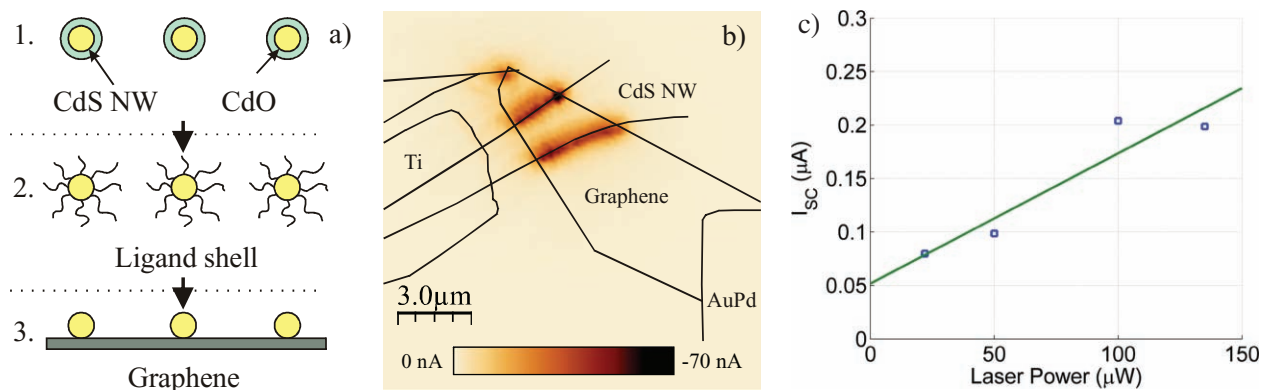 1.
a)
CdS NW
CdO
2.
Ligand shell
3.
Graphene
b)
CdS NW
Ti
Graphene
AuPd
3.0μm
0 nA
-70 nA
c)
0.3
0.25
0.2
0.15
0.1
0.05
0
I_SC (μA)
0
50
100
150
Laser Power (μW)